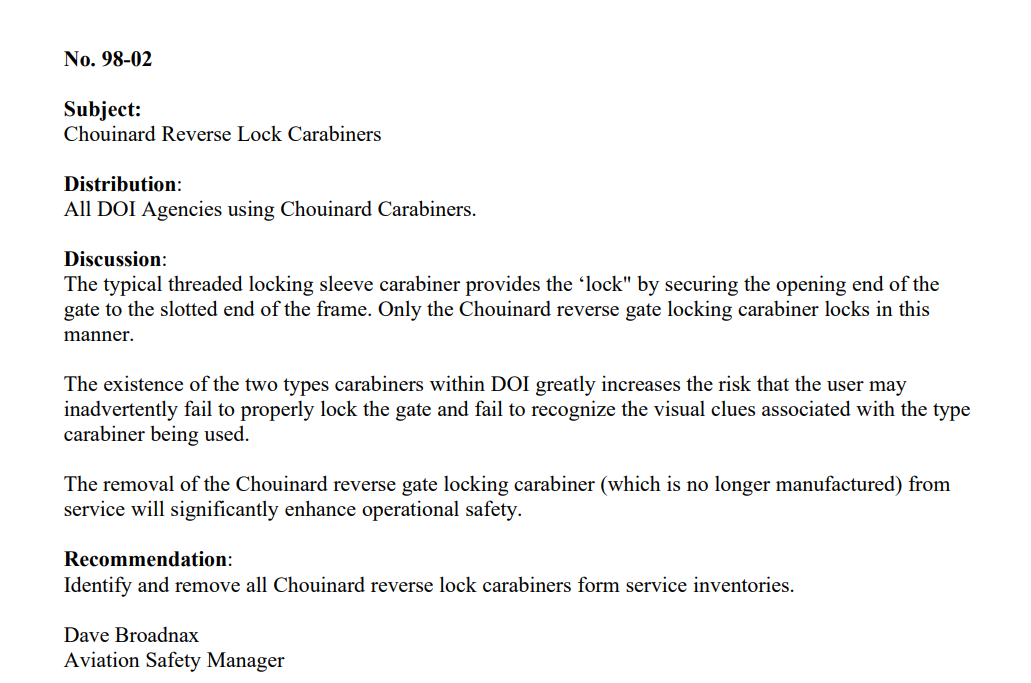 No. 98-02
Subject:
Chouinard Reverse Lock Carabiners
Distribution:
All DOI Agencies using Chouinard Carabiners.
Discussion:
The typical threaded locking sleeve carabiner provides the ‘lock" by securing the opening end of the
gate to the slotted end of the frame. Only the Chouinard reverse gate locking carabiner locks in this
manner.
The existence of the two types carabiners within DOI greatly increases the risk that the user may
inadvertently fail to properly lock the gate and fail to recognize the visual clues associated with the type
carabiner being used.
The removal of the Chouinard reverse gate locking carabiner (which is no longer manufactured) from
service will significantly enhance operational safety.
Recommendation:
Identify and remove all Chouinard reverse lock carabiners form service inventories.
Dave Broadnax
Aviation Safety Manager